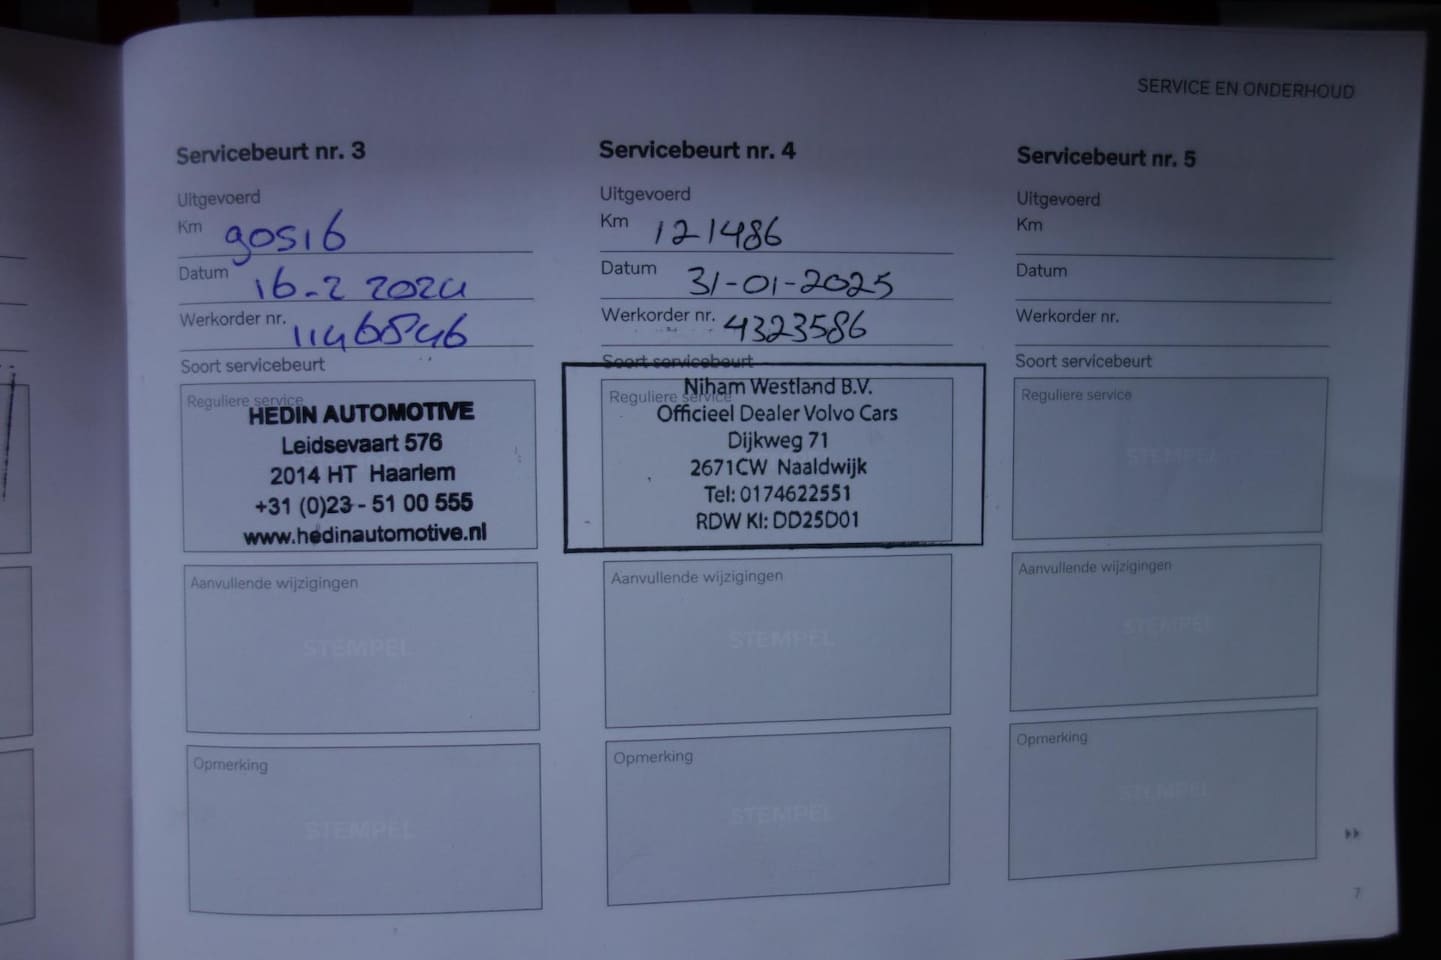 SERVICE EN ONDERHOUD
Servicebeurt nr. 3
Uitgevoerd
Km 90516
Datum 16-2 2024
Werkorder nr. 11468546
Soort servicebeurt
Reguliere service
HEDIN AUTOMOTIVE
Leidsevaart 576
2014 HT Haarlem
+31 (0)23 - 51 00 555
www.hedinautomotive.nl
Aanvullende wijzigingen
STEMPEL
Opmerking
STEMPEL
Servicebeurt nr. 4
Uitgevoerd
Km 121486
Datum 31-01-2025
Werkorder nr. 4323586
Soort servicebeurt
Reguliere service
Niham Westland B.V.
Officieel Dealer Volvo Cars
Dijkweg 71
2671CW Naaldwijk
Tel: 0174622551
RDW KI: DD25D01
Aanvullende wijzigingen
STEMPEL
Opmerking
STEMPEL
Servicebeurt nr. 5
Uitgevoerd
Km
Datum
Werkorder nr.
Soort servicebeurt
Reguliere service
STEMPEL
Aanvullende wijzigingen
STEMPEL
Opmerking
STEMPEL
7